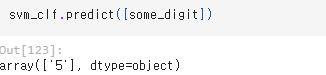 svm_clf.predict([some_digit])
Out[123]:
array(['5'], dtype=object)